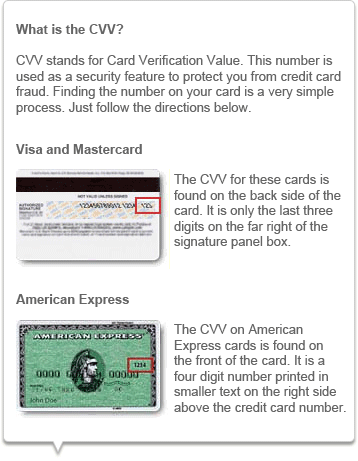 What is the CVV?
CVV stands for Card Verification Value. This number is
used as a security feature to protect you from credit card
fraud. Finding the number on your card is a very simple
process. Just follow the directions below.
Visa and Mastercard
NOT VALID UNLESS SIGNED
AUTHORIZED
SIGNATURE
123
The CVV for these cards is
found on the back side of the
card. It is only the last three
digits on the far right of the
signature panel box.
American Express
AMERICAN EXPRESS
1234
John Doe
The CVV on American
Express cards is found on
the front of the card. It is a
four digit number printed in
smaller text on the right side
above the credit card number.